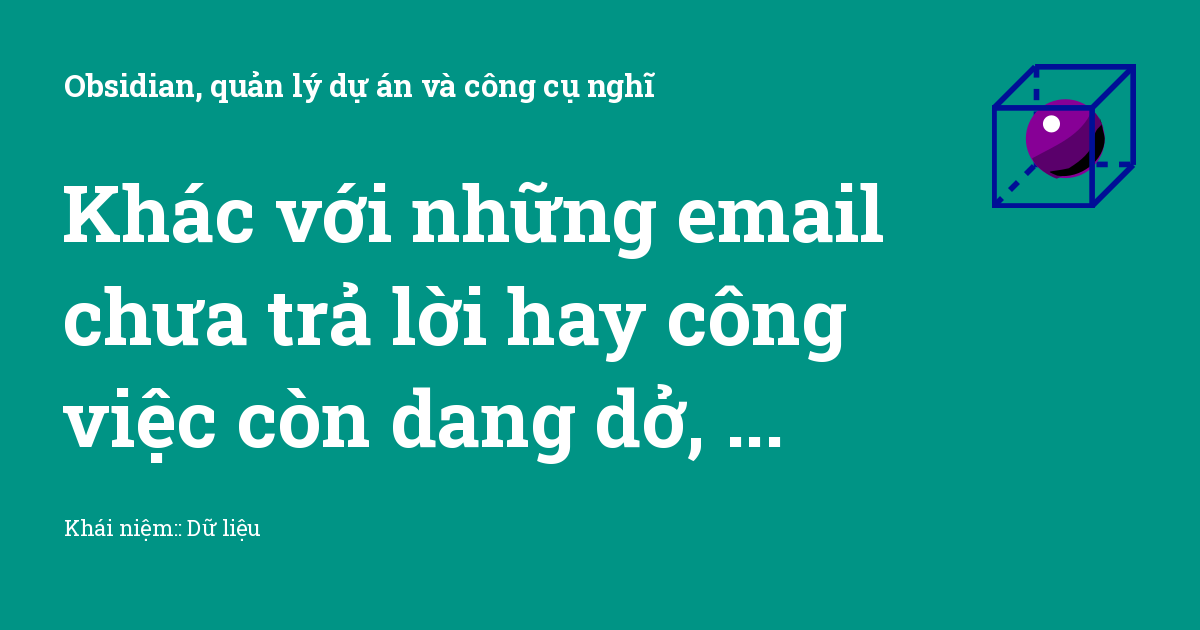 Obsidian, quản lý dự án và công cụ nghĩ
Khác với những email
chưa trả lời hay công
việc còn dang dở, ...
Khái niệm:: Dữ liệu